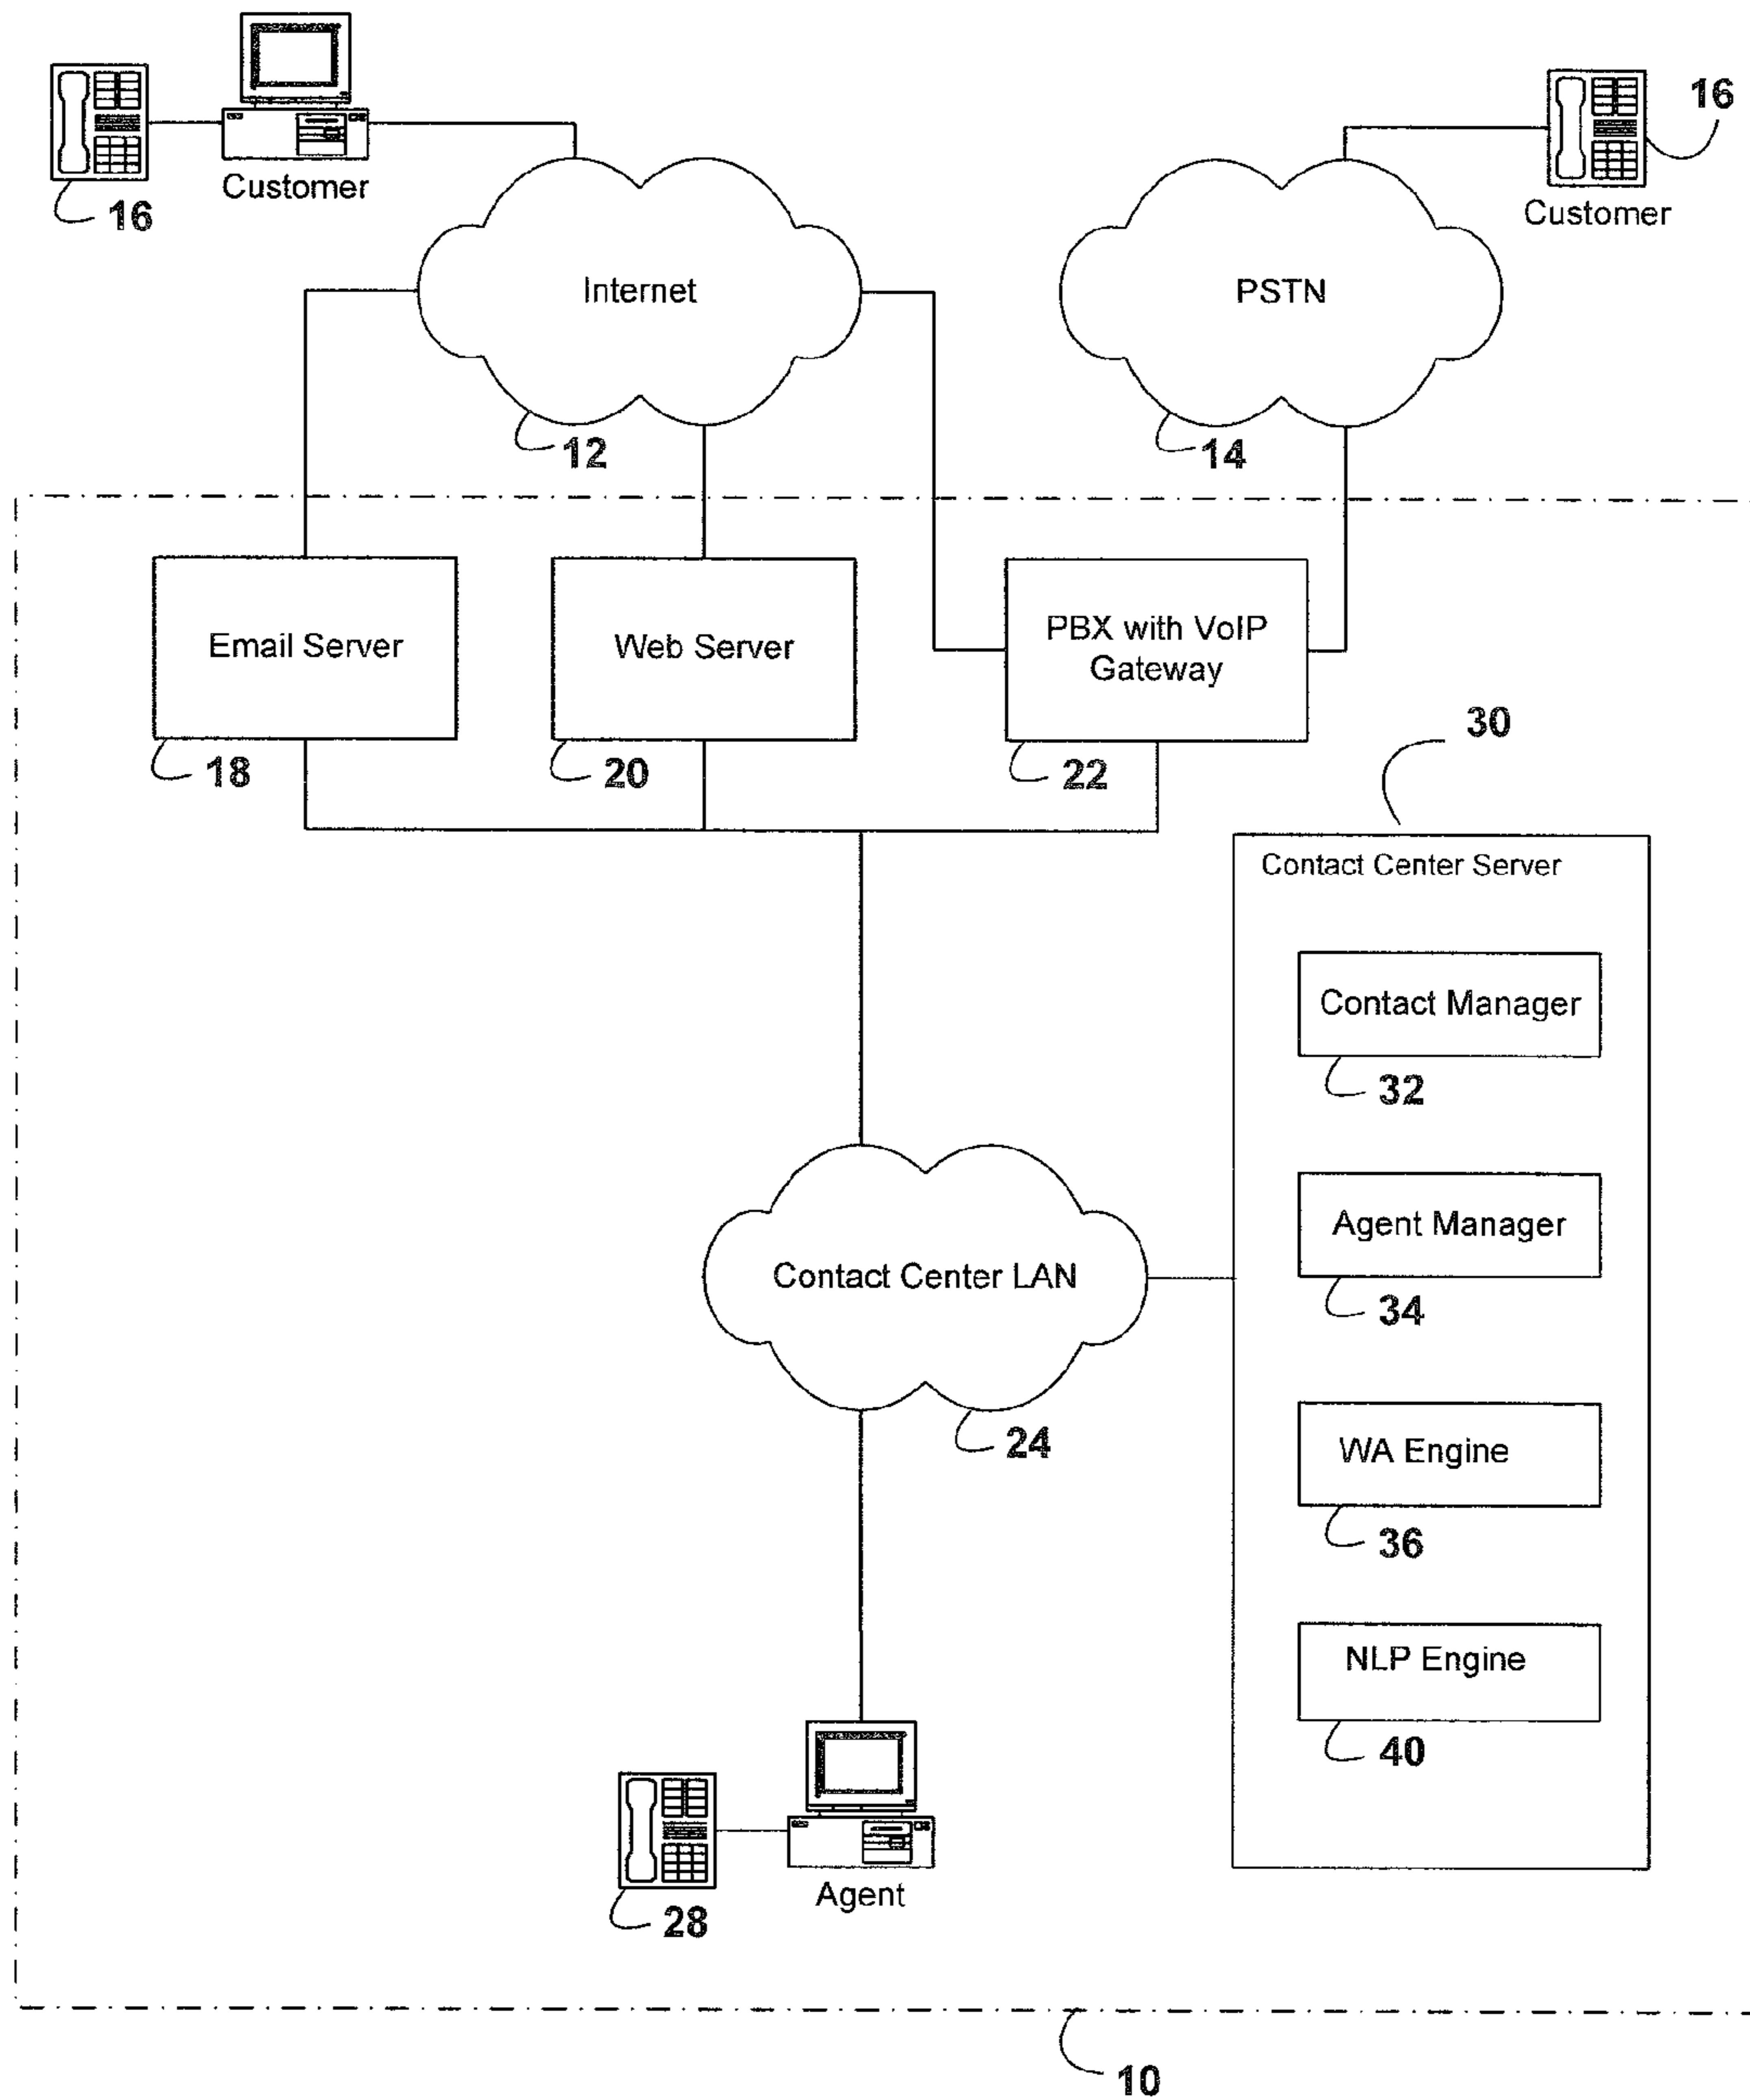 16
Customer
16
Customer
Internet
PSTN
12
14
Email Server
Web Server
PBX with VoIP
Gateway
18
20
22
30
Contact Center Server
Contact Manager
32
Agent Manager
34
Contact Center LAN
24
WA Engine
36
NLP Engine
40
Agent
28
10